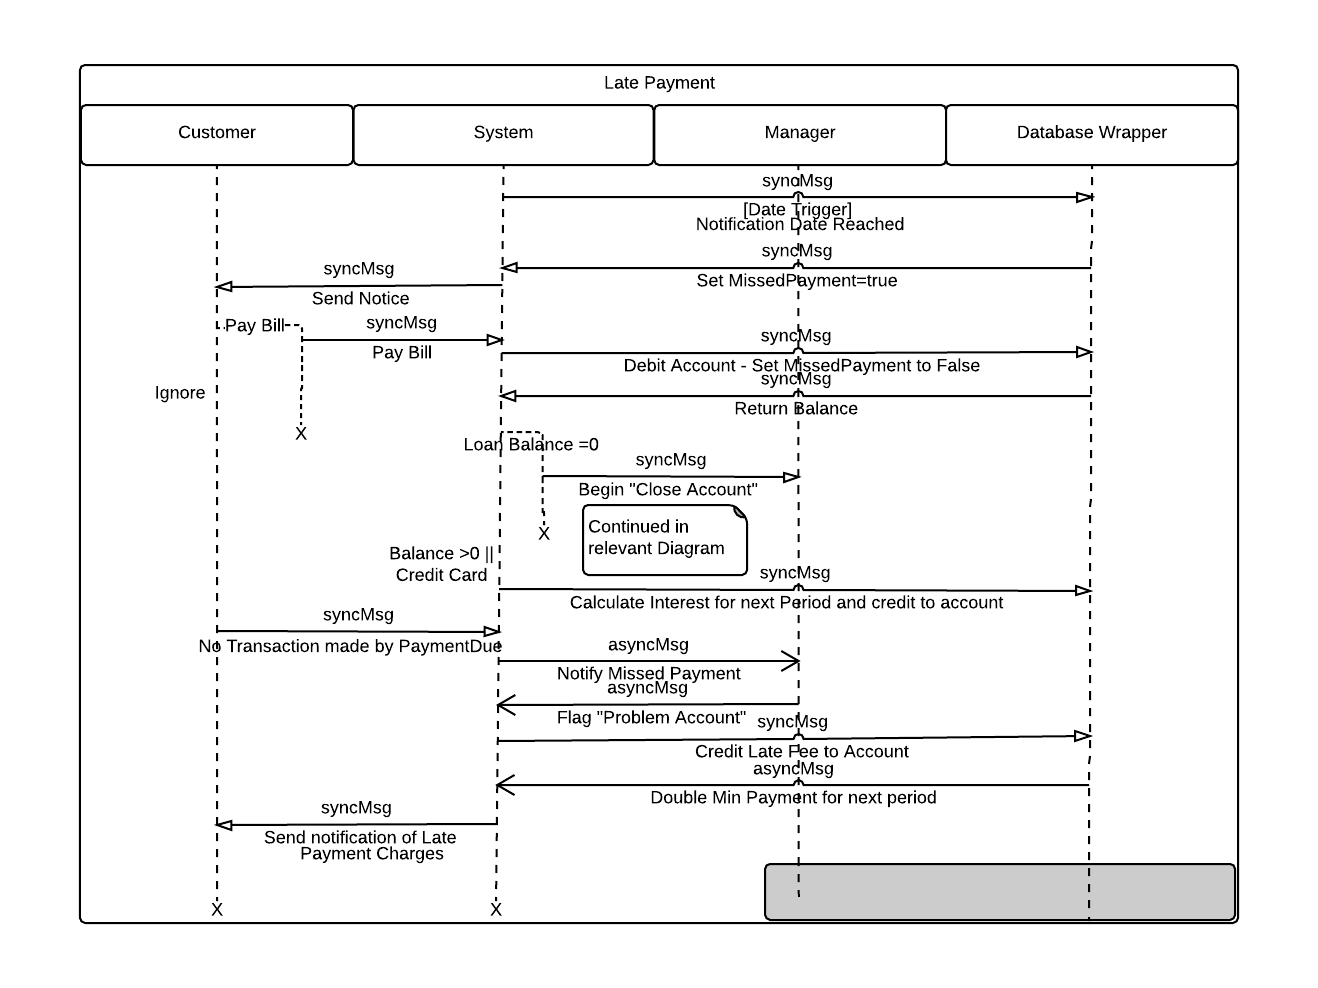 Late Payment
Customer
System
Manager
Database Wrapper
syncMsg
[Date Trigger]
Notification Date Reached
syncMsg
Set MissedPayment=true
syncMsg
Send Notice
Pay Bill
syncMsg
Pay Bill
syncMsg
Debit Account - Set MissedPayment to False
syncMsg
Return Balance
Ignore
X
Loan Balance =0
syncMsg
Begin "Close Account"
X
Continued in
relevant Diagram
Balance >0 ||
Credit Card
syncMsg
Calculate Interest for next Period and credit to account
syncMsg
No Transaction made by PaymentDue
asyncMsg
Notify Missed Payment
asyncMsg
Flag "Problem Account"
syncMsg
Credit Late Fee to Account
asyncMsg
Double Min Payment for next period
syncMsg
Send notification of Late
Payment Charges
X
X